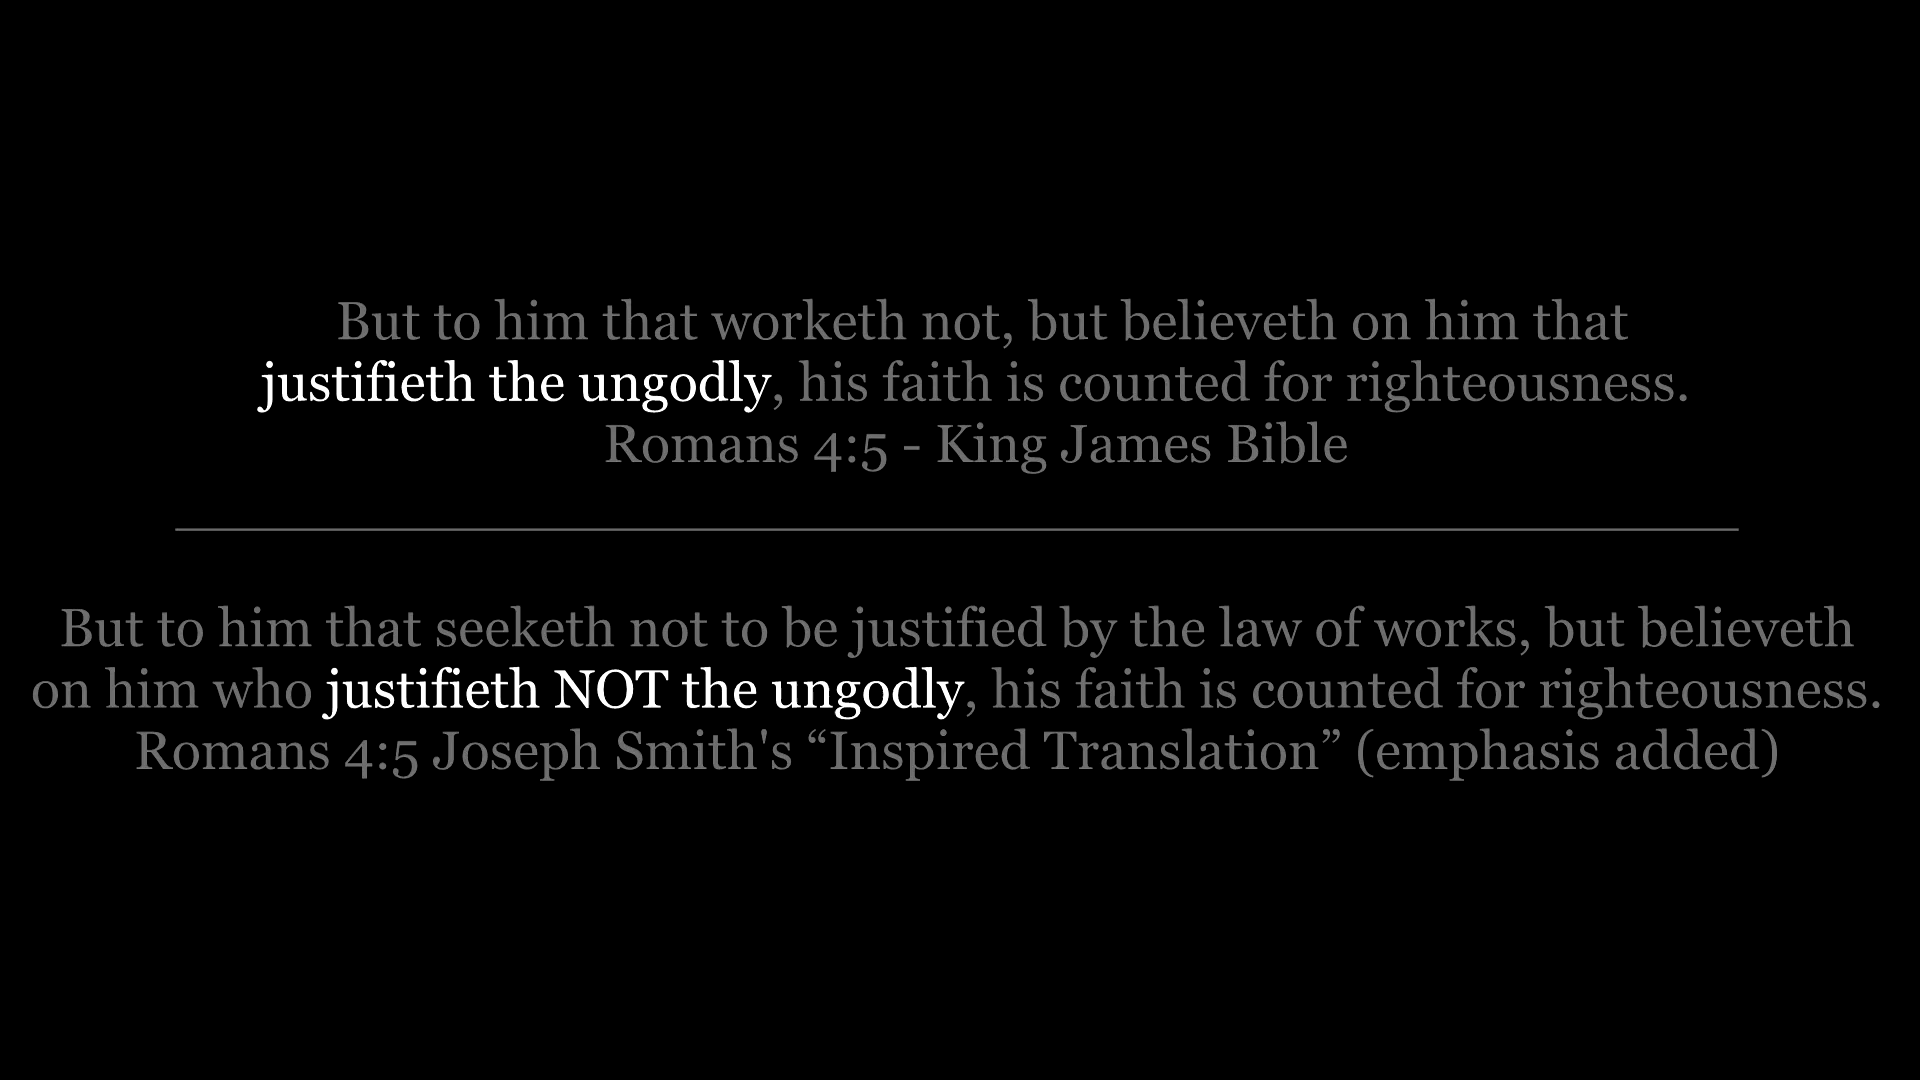 But to him that worketh not, but believeth on him that
justifieth the ungodly, his faith is counted for righteousness.
Romans 4:5 - King James Bible
But to him that seeketh not to be justified by the law of works, but believeth
on him who justifieth NOT the ungodly, his faith is counted for righteousness.
Romans 4:5 Joseph Smith's “Inspired Translation” (emphasis added)